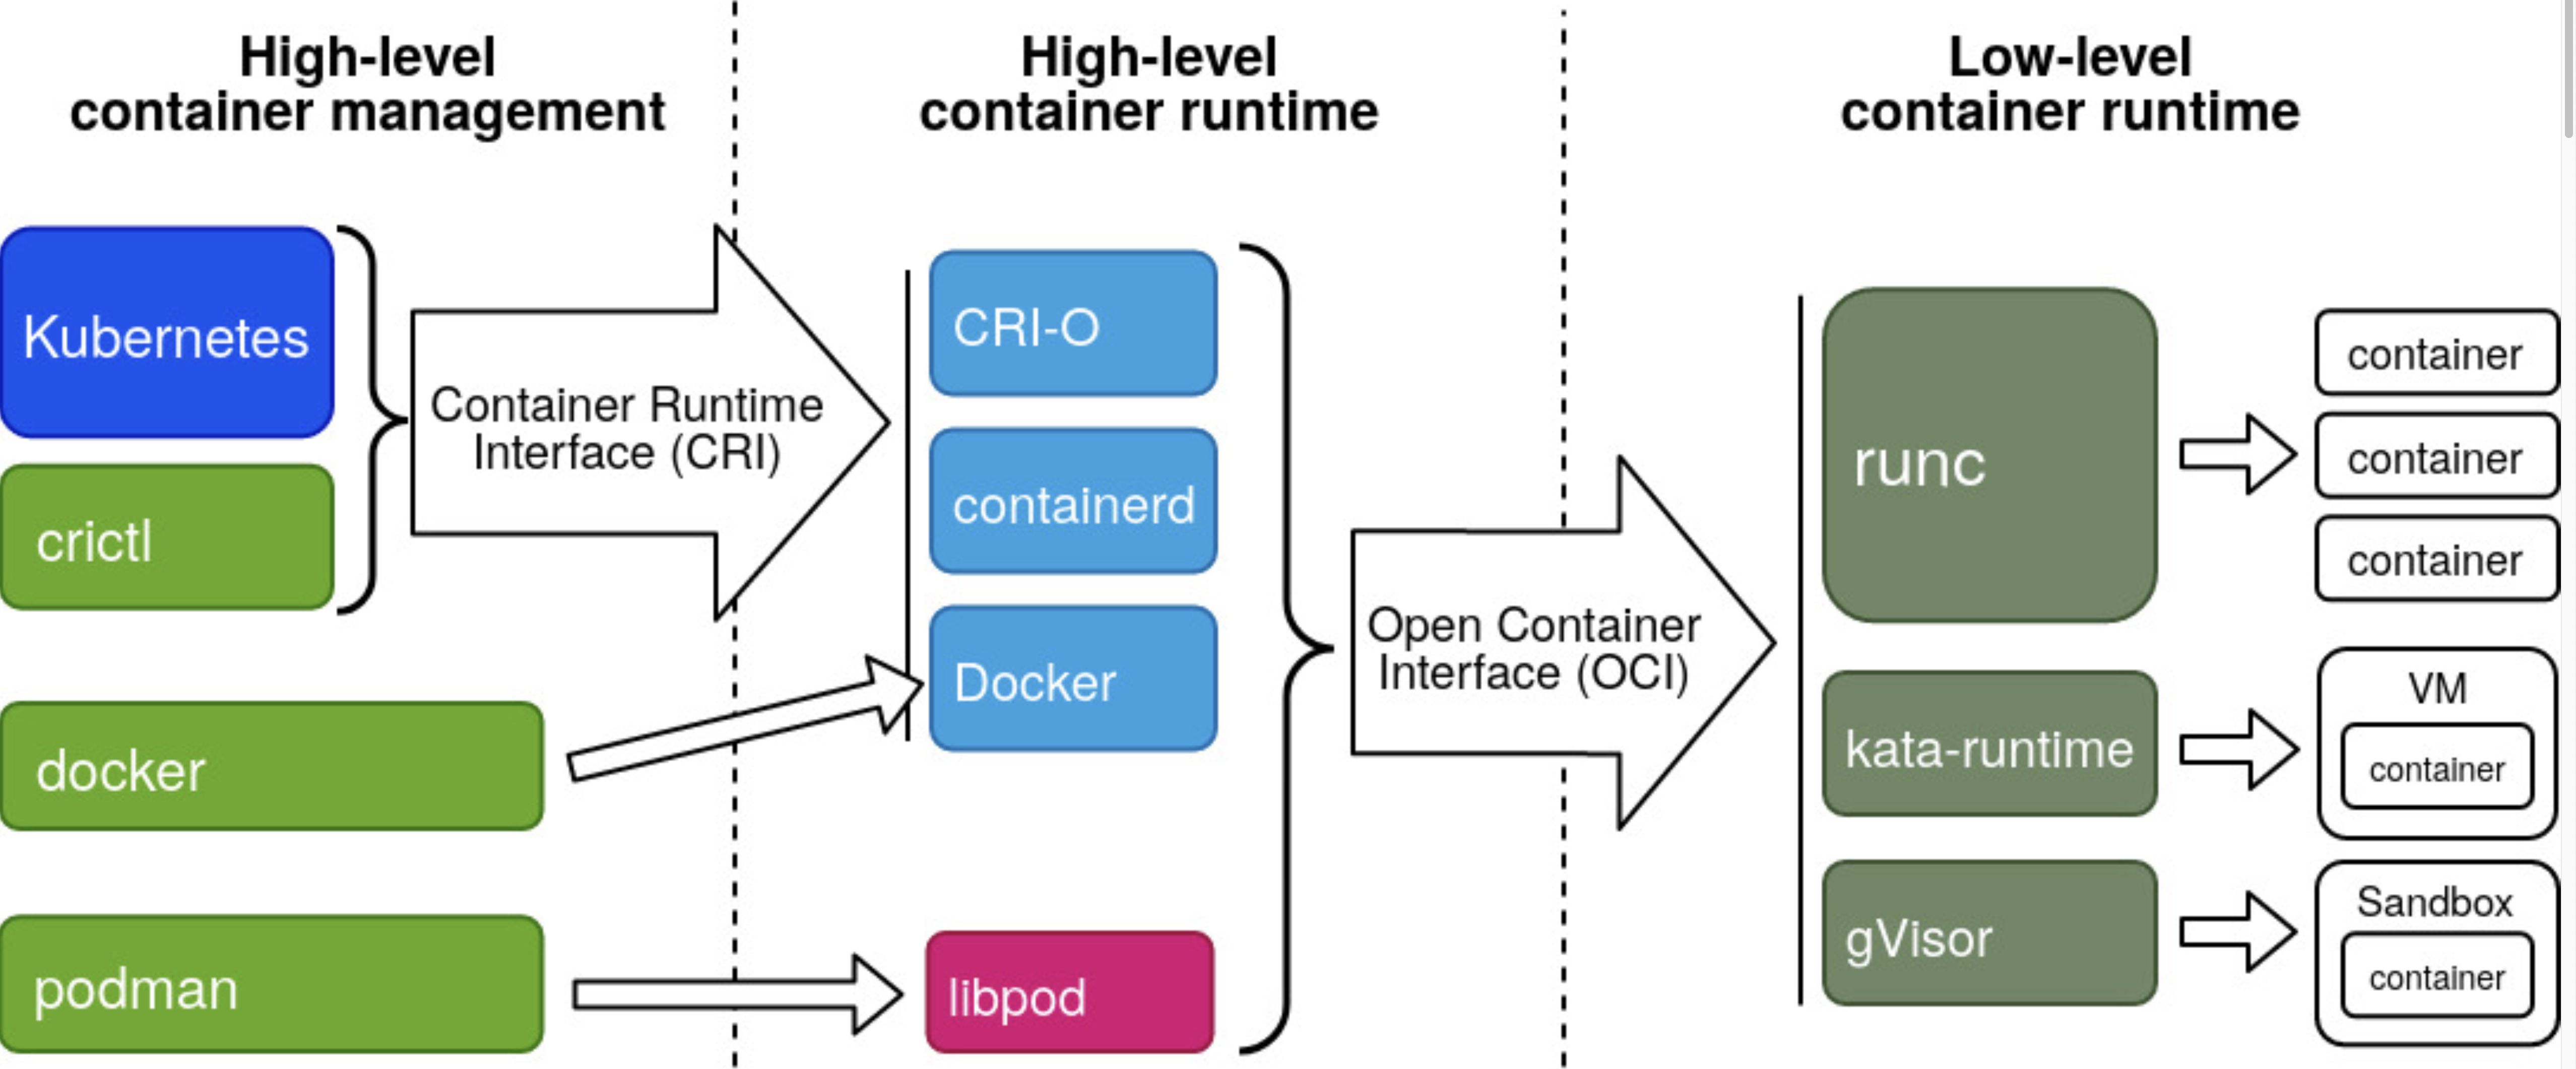 High-level
container management
High-level
container runtime
Low-level
container runtime
Kubernetes
crictl
docker
podman
Container Runtime
Interface (CRI)
CRI-O
containerd
Docker
libpod
Open Container
Interface (OCI)
runc
kata-runtime
gVisor
container
container
container
VM
container
Sandbox
container